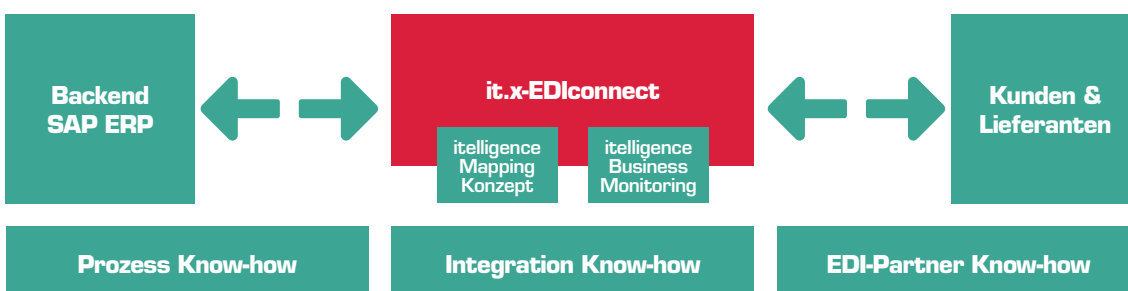 Backend
SAP ERP
it.x-EDIconnect
itelligence
Mapping
Konzept
itelligence
Business
Monitoring
Kunden &
Lieferanten
Prozess Know-how
Integration Know-how
EDI-Partner Know-how